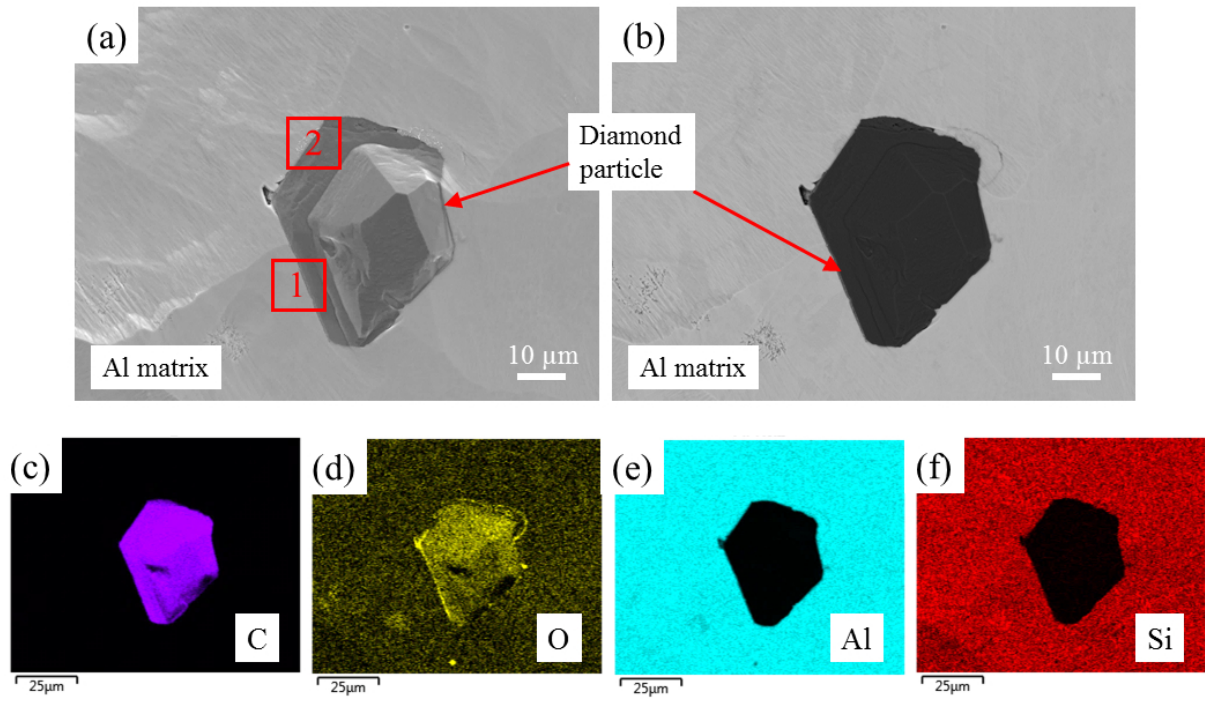 (a)
(b)
2
Diamond
particle
1
Al matrix
10 μm
Al matrix
10 μm
(c)
(d)
(e)
(f)
C
O
Al
Si
25μm
25μm
25μm
25μm